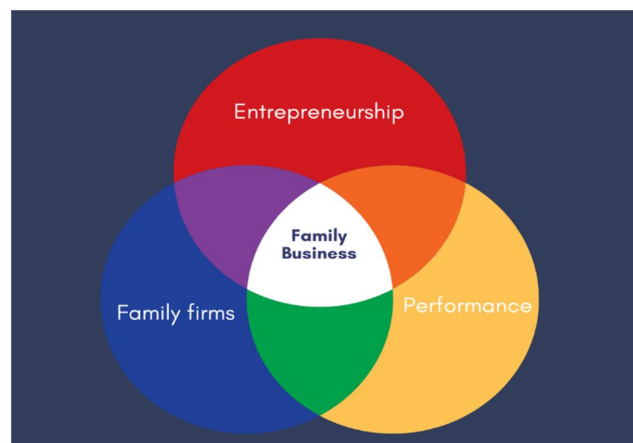 Entrepreneurship
Family
Business
Family firms
Performance